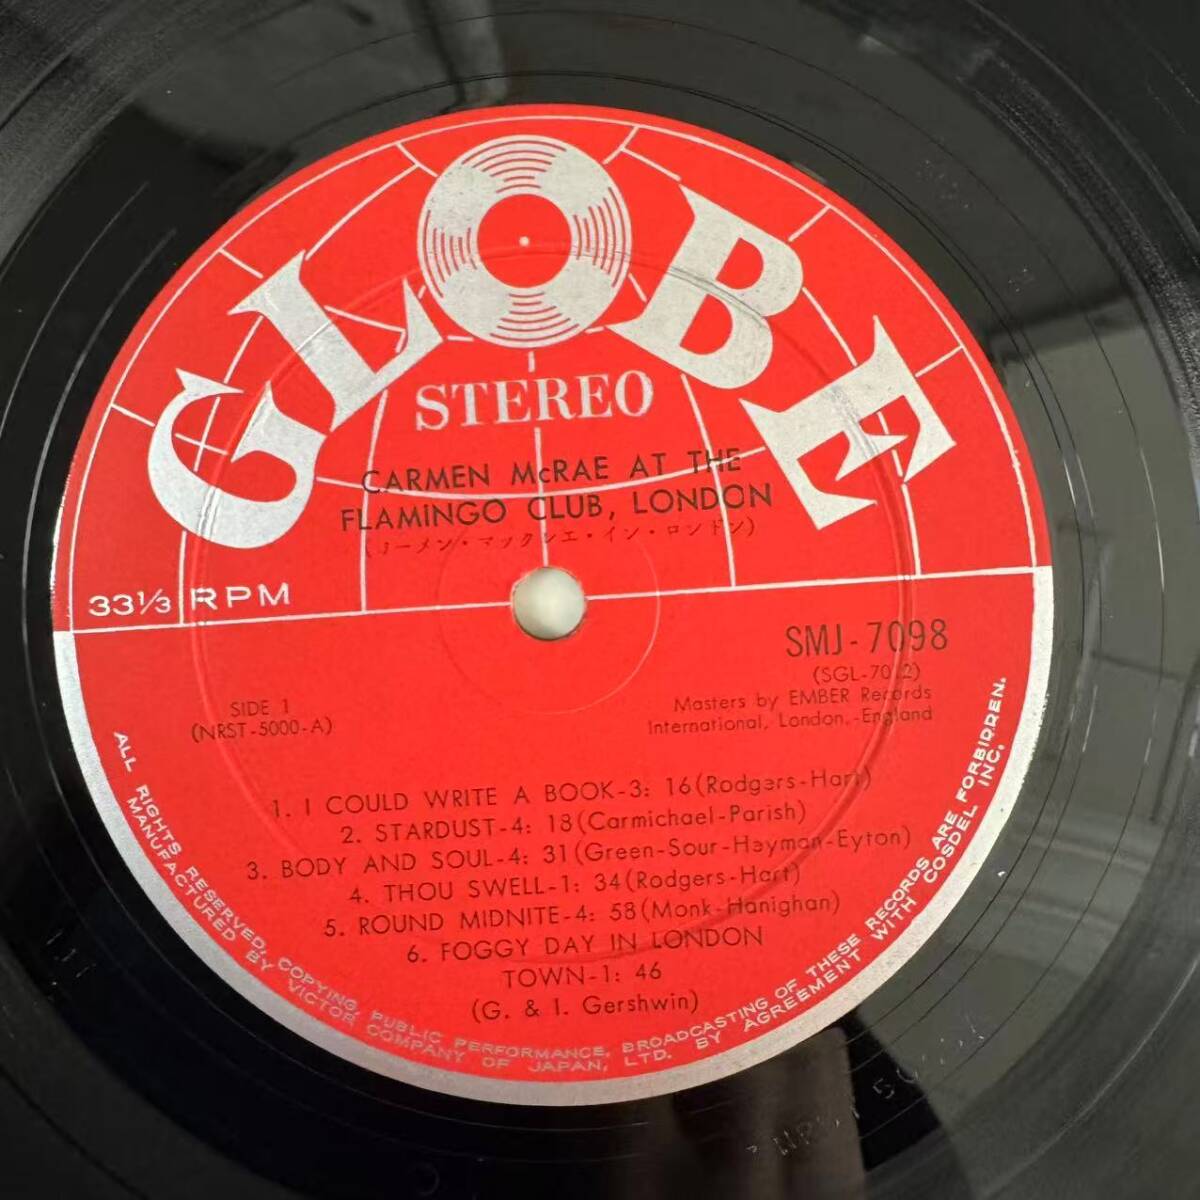 GLOBE
STEREO
CARMEN McRAE AT THE
FLAMINGO CLUB, LONDON
(カーメン・マックレエ・イン・ロンドン)
33⅓ RPM
SMJ-7098
(SGL-7012)
SIDE 1
(NRST-5000-A)
Masters by EMBER Records
International, London,-England
1. I COULD WRITE A BOOK-3: 16(Rodgers-Hart)
2. STARDUST-4: 18(Carmichael-Parish)
3. BODY AND SOUL-4: 31(Green-Sour-Heyman-Eyton)
4. THOU SWELL-1: 34(Rodgers-Hart)
5. ROUND MIDNITE-4: 58(Monk-Hanighan)
6. FOGGY DAY IN LONDON
TOWN-1: 46
(G. & I. Gershwin)
ALL RIGHTS RESERVED, COPYING, PUBLIC PERFORMANCE, BROADCASTING OF THESE RECORDS ARE FORBIRREN.
MANUFACTURED BY VICTOR COMPANY OF JAPAN, LTD. BY AGREEMENT WITH COSDEL INC.